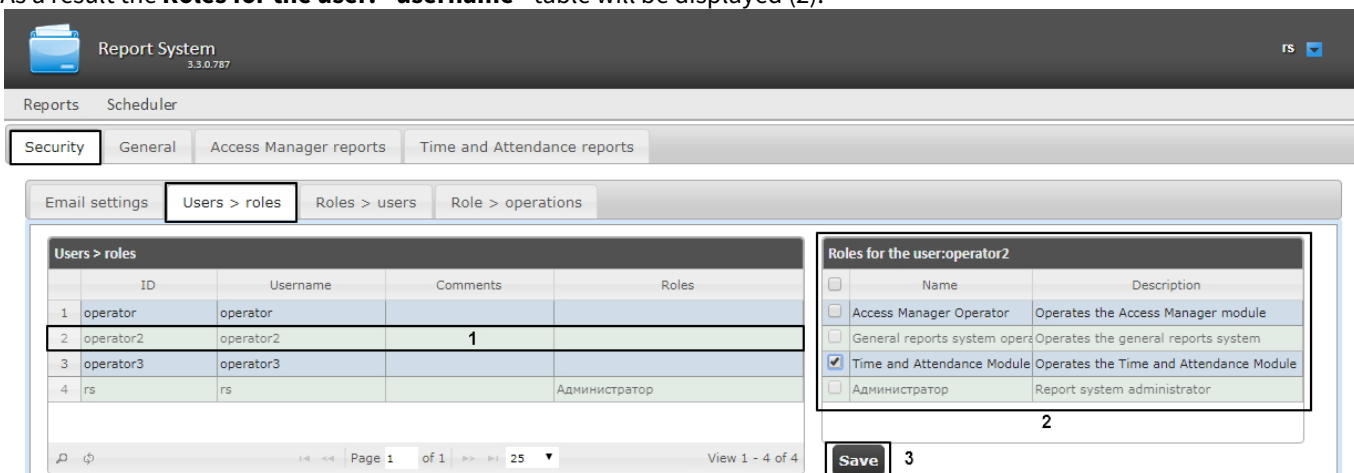 As a result the Roles for the user: "username" table will be displayed (2).
Report System
3.3.0.787
rs
Reports Scheduler
Security General Access Manager reports Time and Attendance reports
Email settings Users > roles Roles > users Role > operations
Users > roles
ID Username Comments Roles
1 operator operator
2 operator2 operator2 1
3 operator3 operator3
4 rs rs Администратор
Page 1 of 1 25 View 1 - 4 of 4
Roles for the user:operator2
Name Description
Access Manager Operator Operates the Access Manager module
General reports system opera Operates the general reports system
Time and Attendance Module Operates the Time and Attendance Module
Администратор Report system administrator
2
Save 3